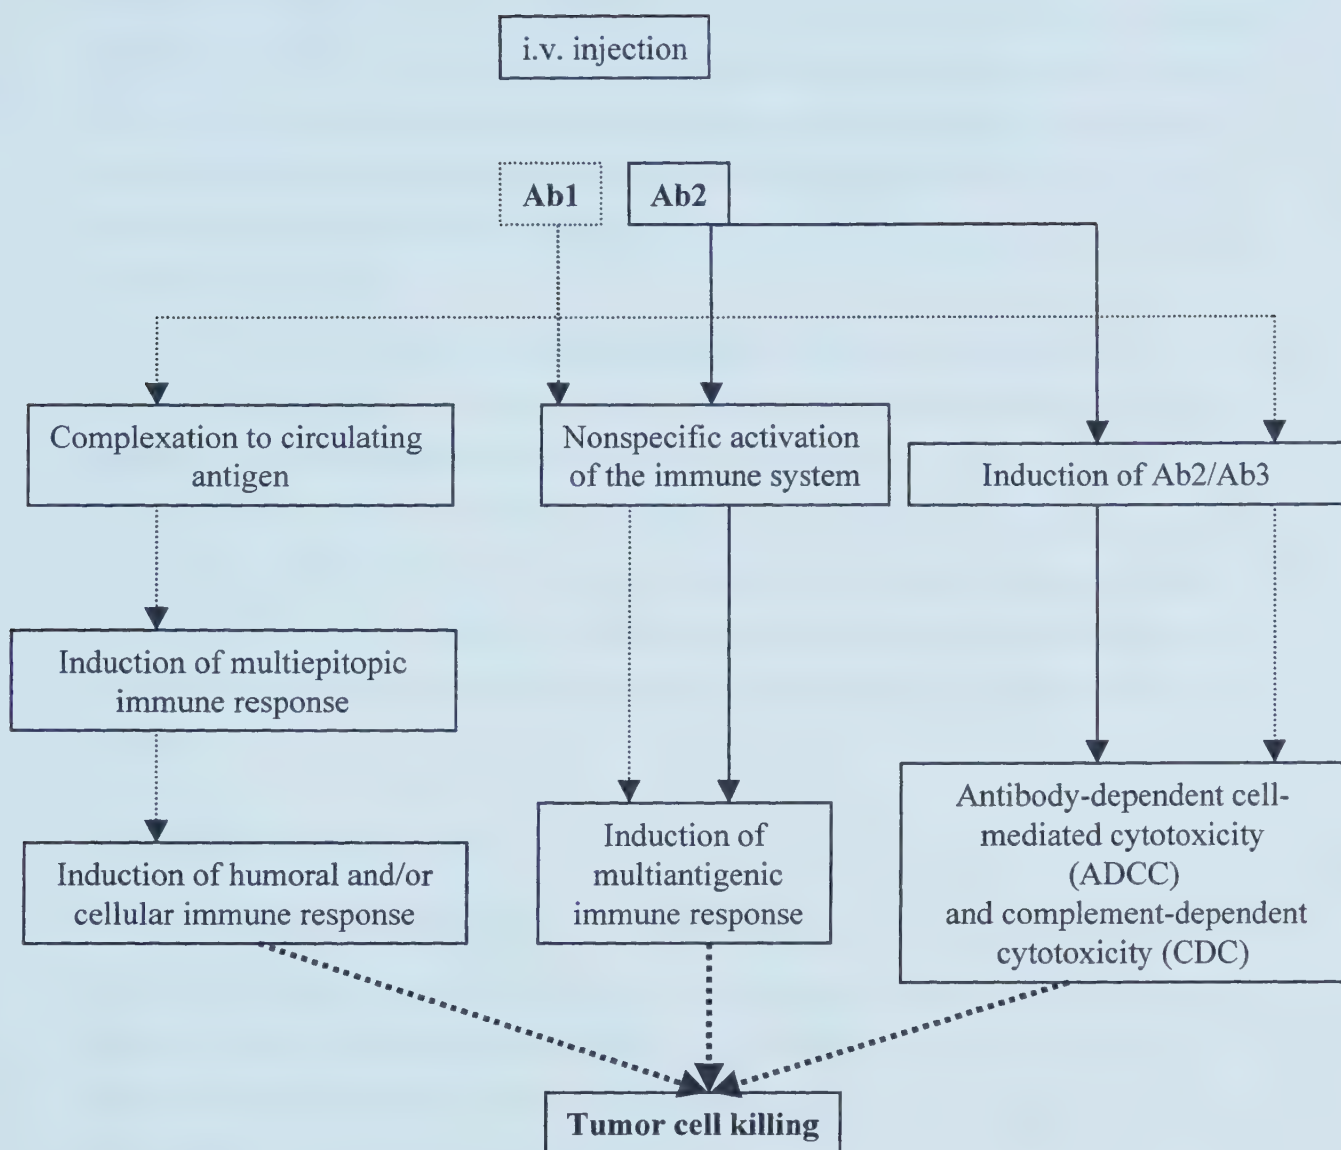 i.v. injection
Ab1
Ab2
Complexation to circulating
antigen
Nonspecific activation
of the immune system
Induction of Ab2/Ab3
Induction of multiepitopic
immune response
Induction of humoral and/or
cellular immune response
Induction of
multiantigenic
immune response
Antibody-dependent cell-
mediated cytotoxicity
(ADCC)
and complement-dependent
cytotoxicity (CDC)
Tumor cell killing